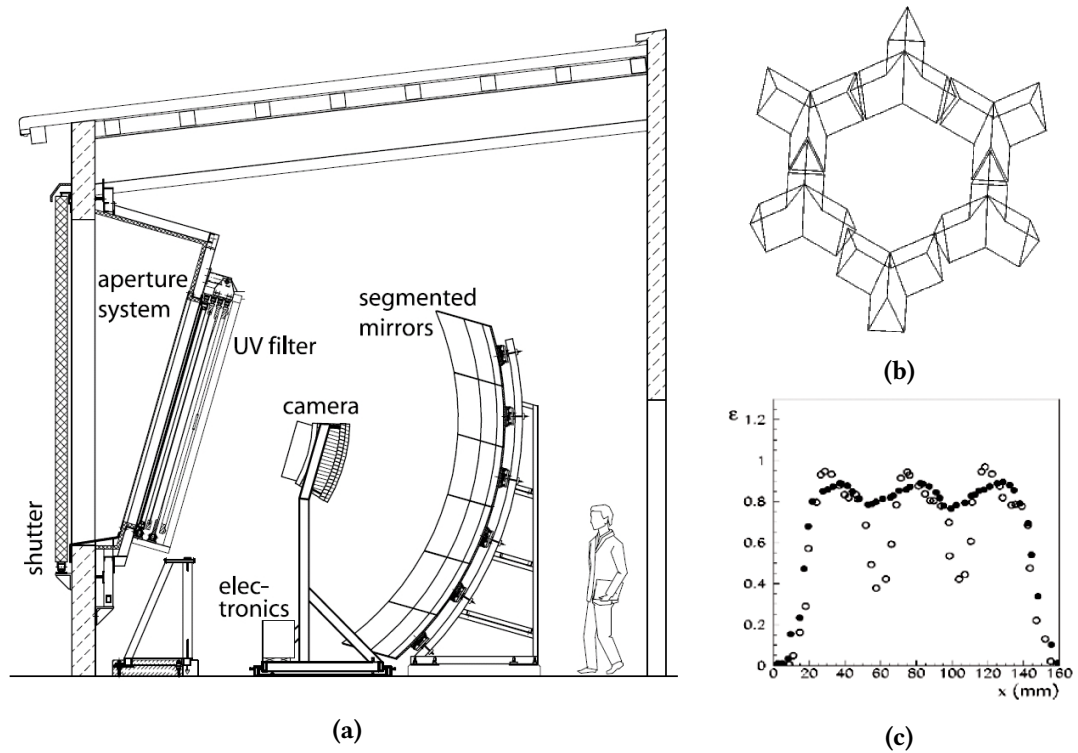 aperture
system
UV filter
segmented
mirrors
camera
shutter
elec-
tronics
(a)
(b)
ε
1.2
1
0.8
0.6
0.4
0.2
0
0 20 40 60 80 100 120 140 160
x (mm)
(c)